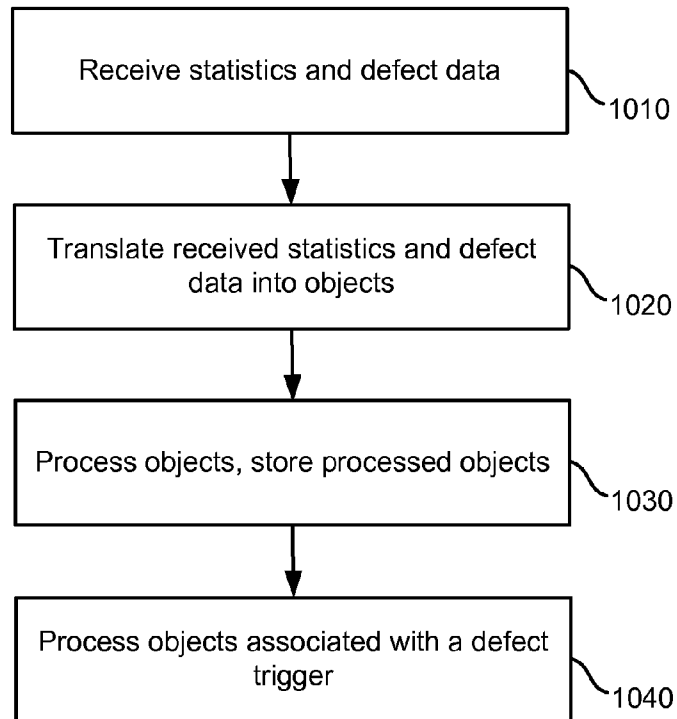 Receive statistics and defect data
1010
Translate received statistics and defect
data into objects
1020
Process objects, store processed objects
1030
Process objects associated with a defect
trigger
1040